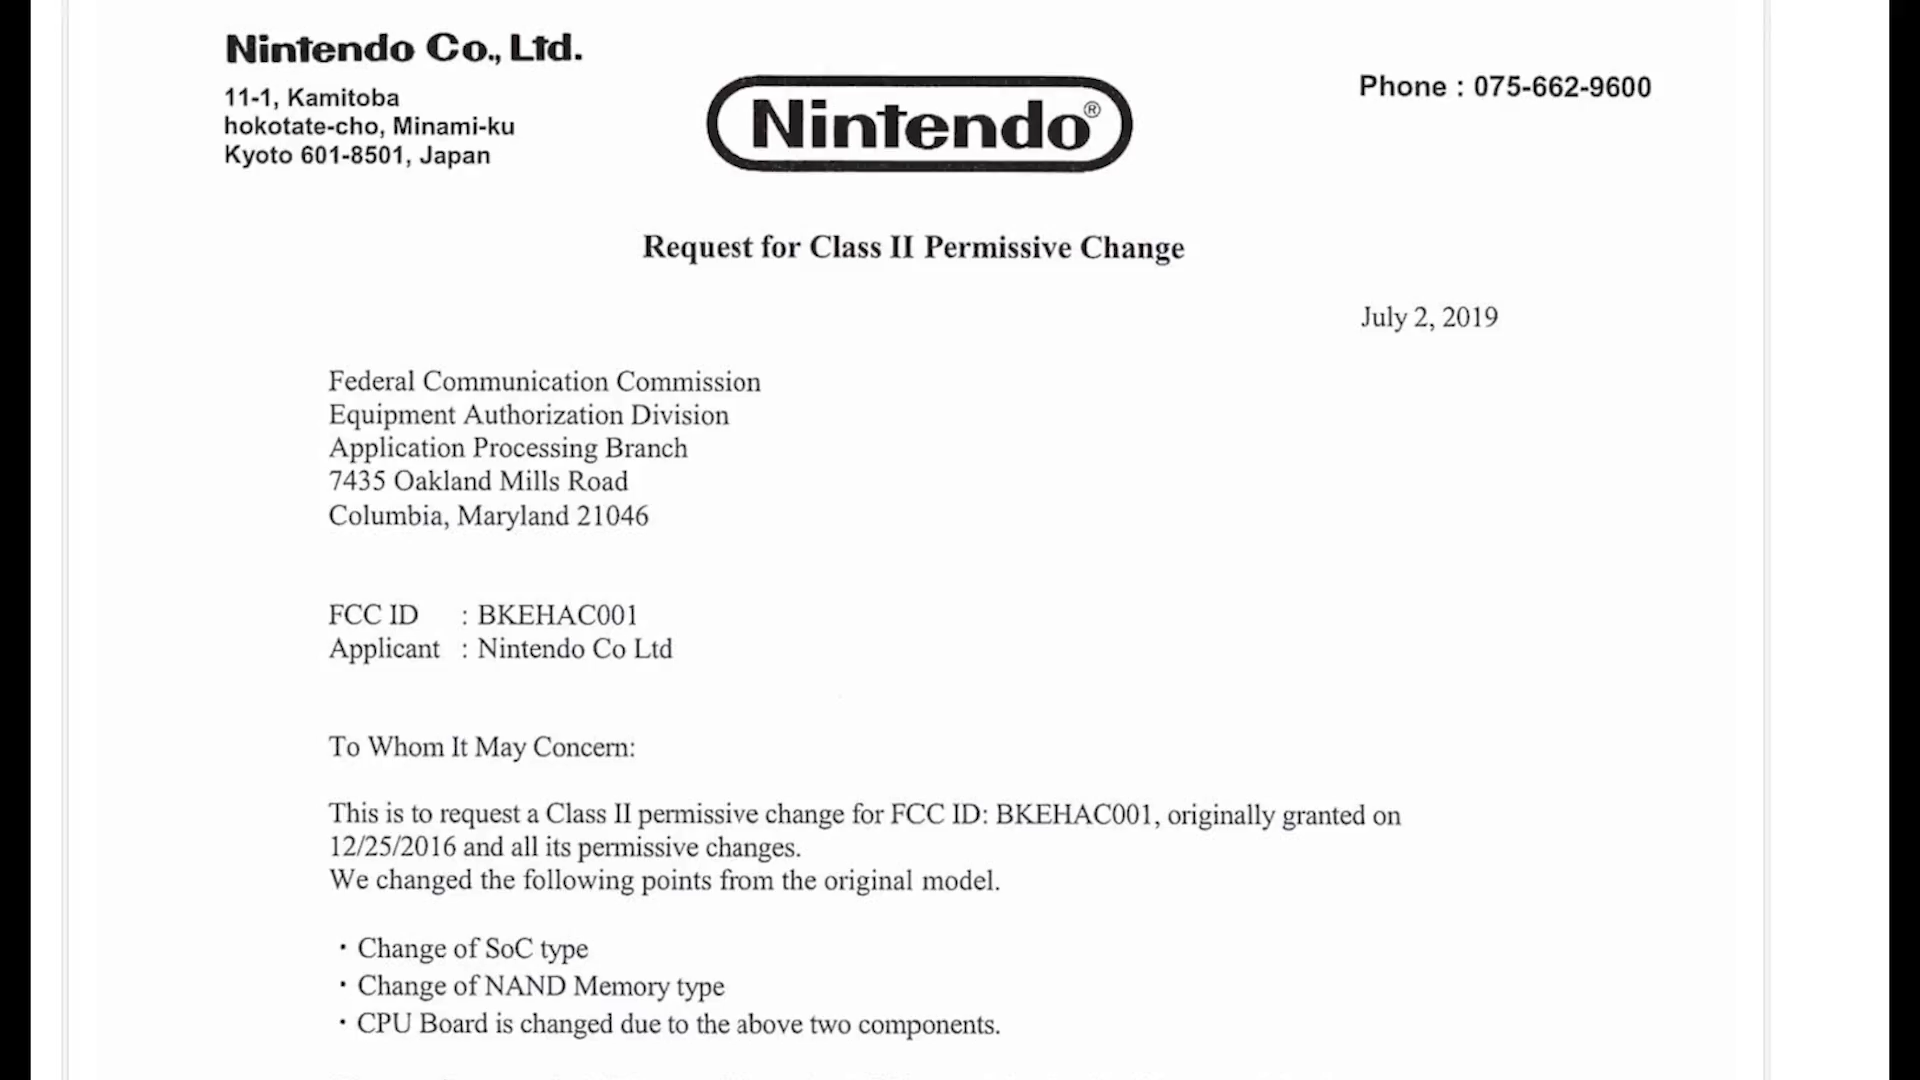 Nintendo Co., Ltd.
11-1, Kamitoba
hokotate-cho, Minami-ku
Kyoto 601-8501, Japan
Nintendo®
Phone : 075-662-9600
Request for Class II Permissive Change
July 2, 2019
Federal Communication Commission
Equipment Authorization Division
Application Processing Branch
7435 Oakland Mills Road
Columbia, Maryland 21046
FCC ID : BKEHAC001
Applicant : Nintendo Co Ltd
To Whom It May Concern:
This is to request a Class II permissive change for FCC ID: BKEHAC001, originally granted on
12/25/2016 and all its permissive changes.
We changed the following points from the original model.
・Change of SoC type
・Change of NAND Memory type
・CPU Board is changed due to the above two components.